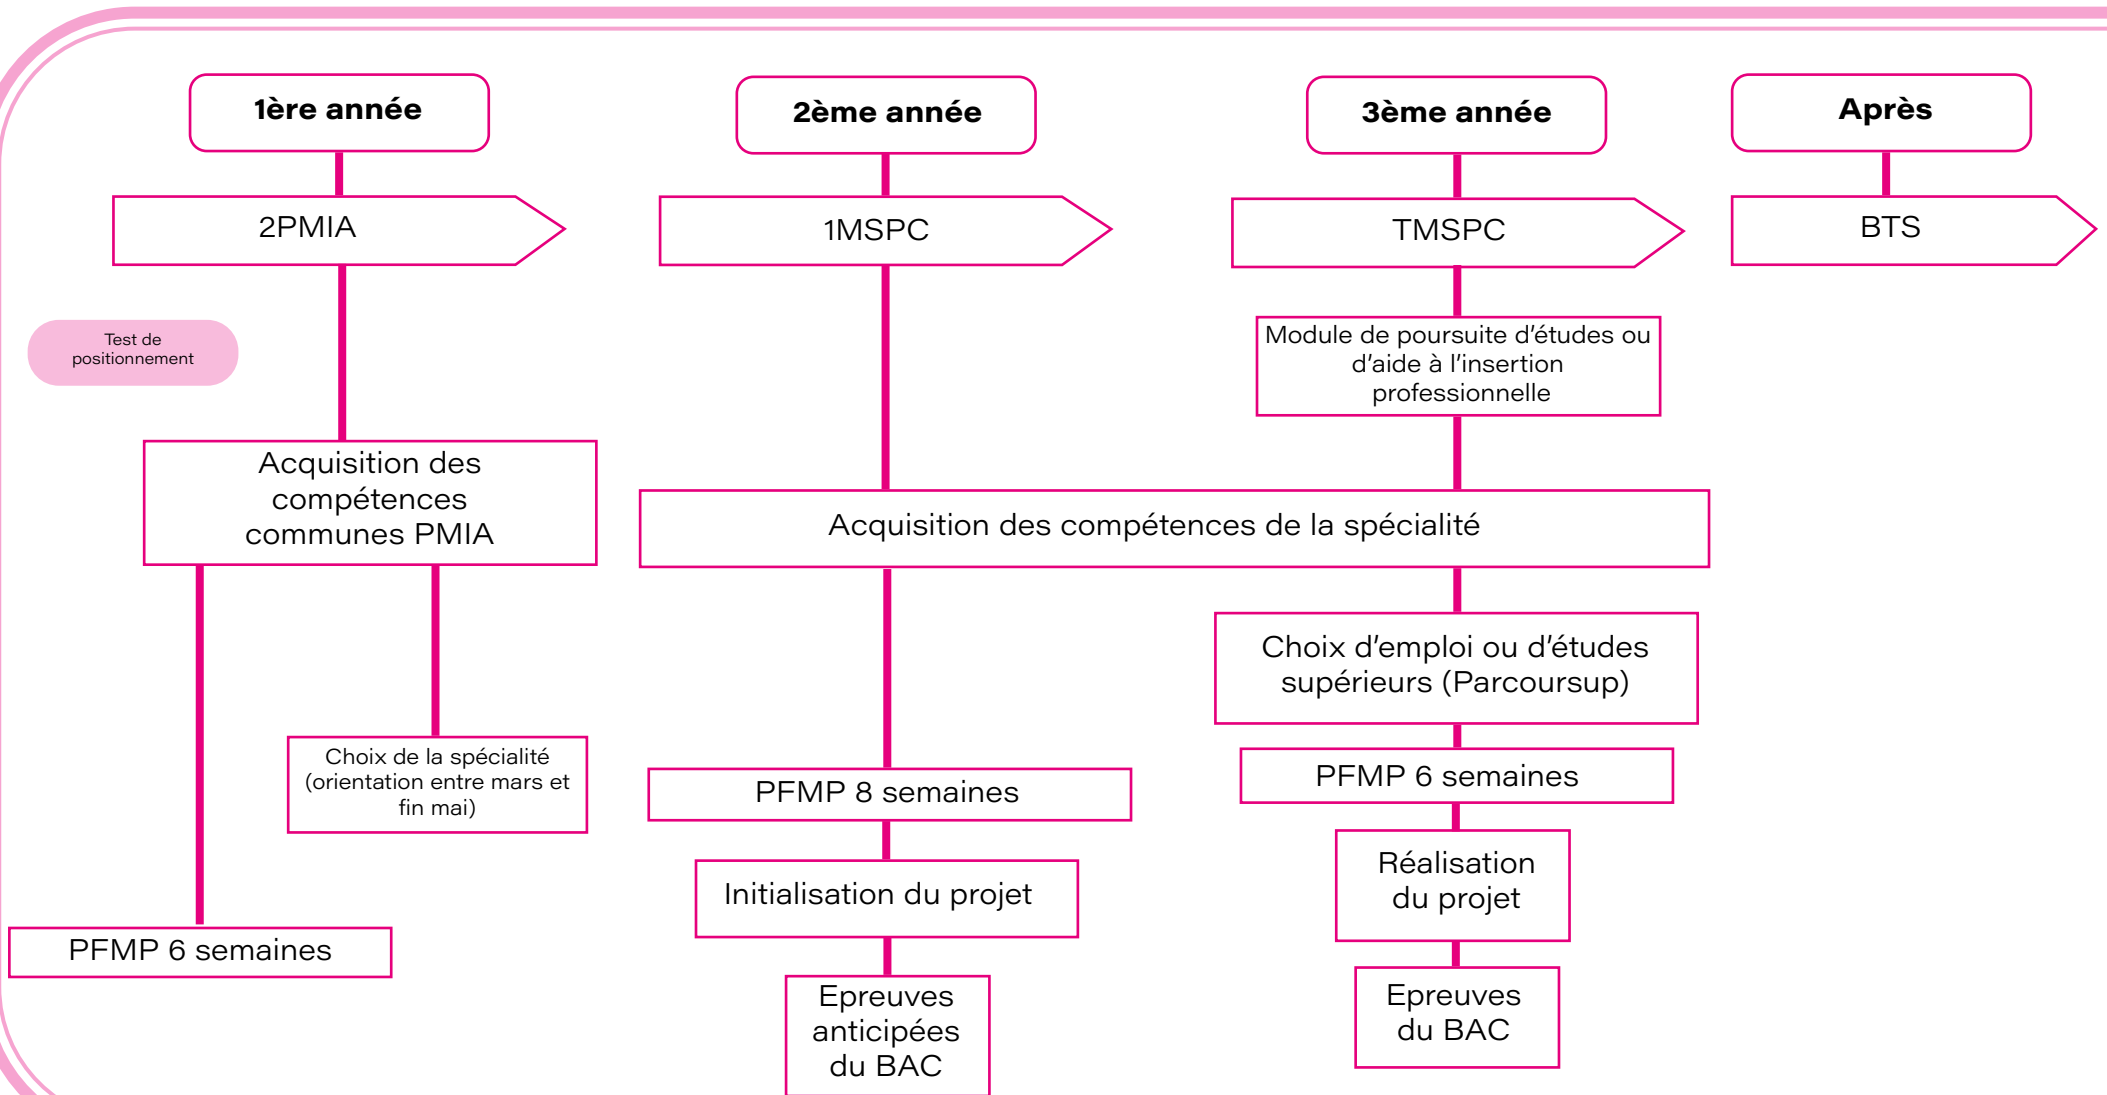 1ère année
2PMIA
Test de
positionnement
Acquisition des
compétences
communes PMIA
Choix de la spécialité
(orientation entre mars et
fin mai)
PFMP 6 semaines
2ème année
1MSPC
3ème année
TMSPC
Module de poursuite d'études ou
d'aide à l'insertion
professionnelle
Acquisition des compétences de la spécialité
PFMP 8 semaines
Initialisation du projet
Epreuves
anticipées
du BAC
Choix d'emploi ou d'études
supérieurs (Parcoursup)
PFMP 6 semaines
Réalisation
du projet
Epreuves
du BAC
Après
BTS